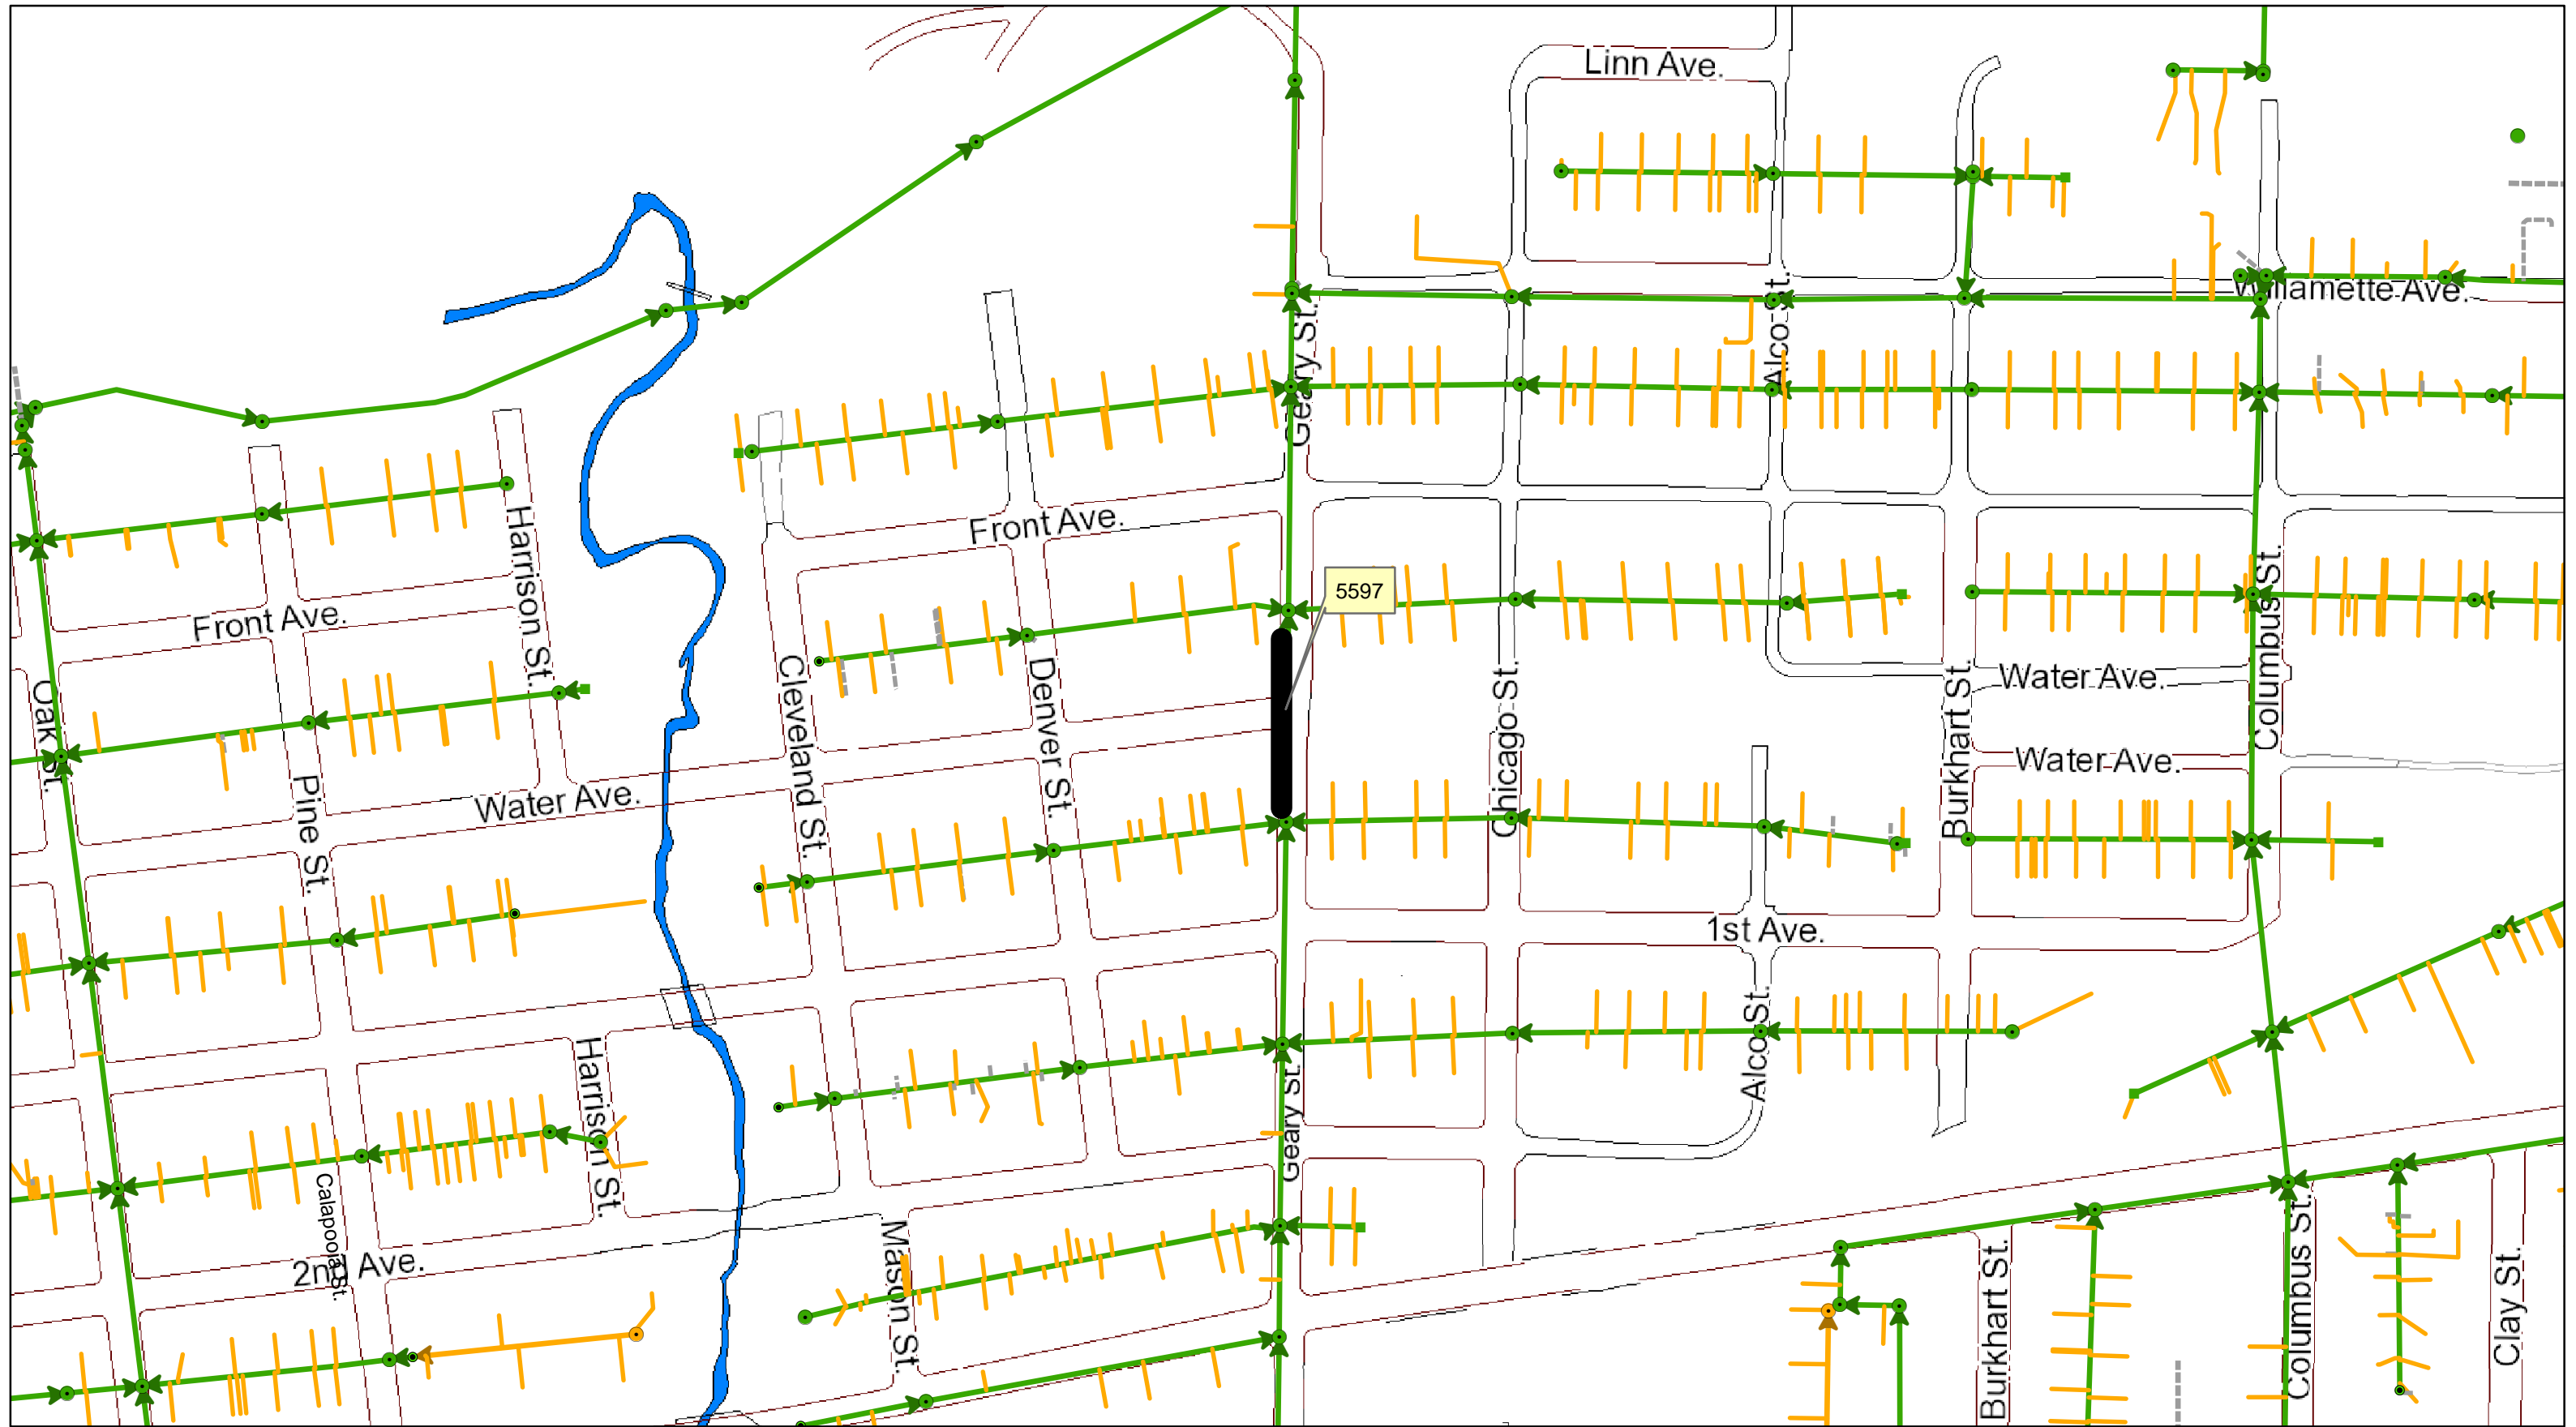 Linn Ave.
Willamette Ave.
Geary St.
Alco St.
Front Ave.
Harrison St.
5597
Front Ave.
Columbus St.
Oak St.
Cleveland St.
Denver St.
Chicago St.
Burkhart St.
Water Ave.
Water Ave.
Pine St.
Water Ave.
1st Ave.
Alco St.
Harrison St.
Geary St.
Calapooia St.
2nd Ave.
Mason St.
Burkhart St.
Columbus St.
Clay St.